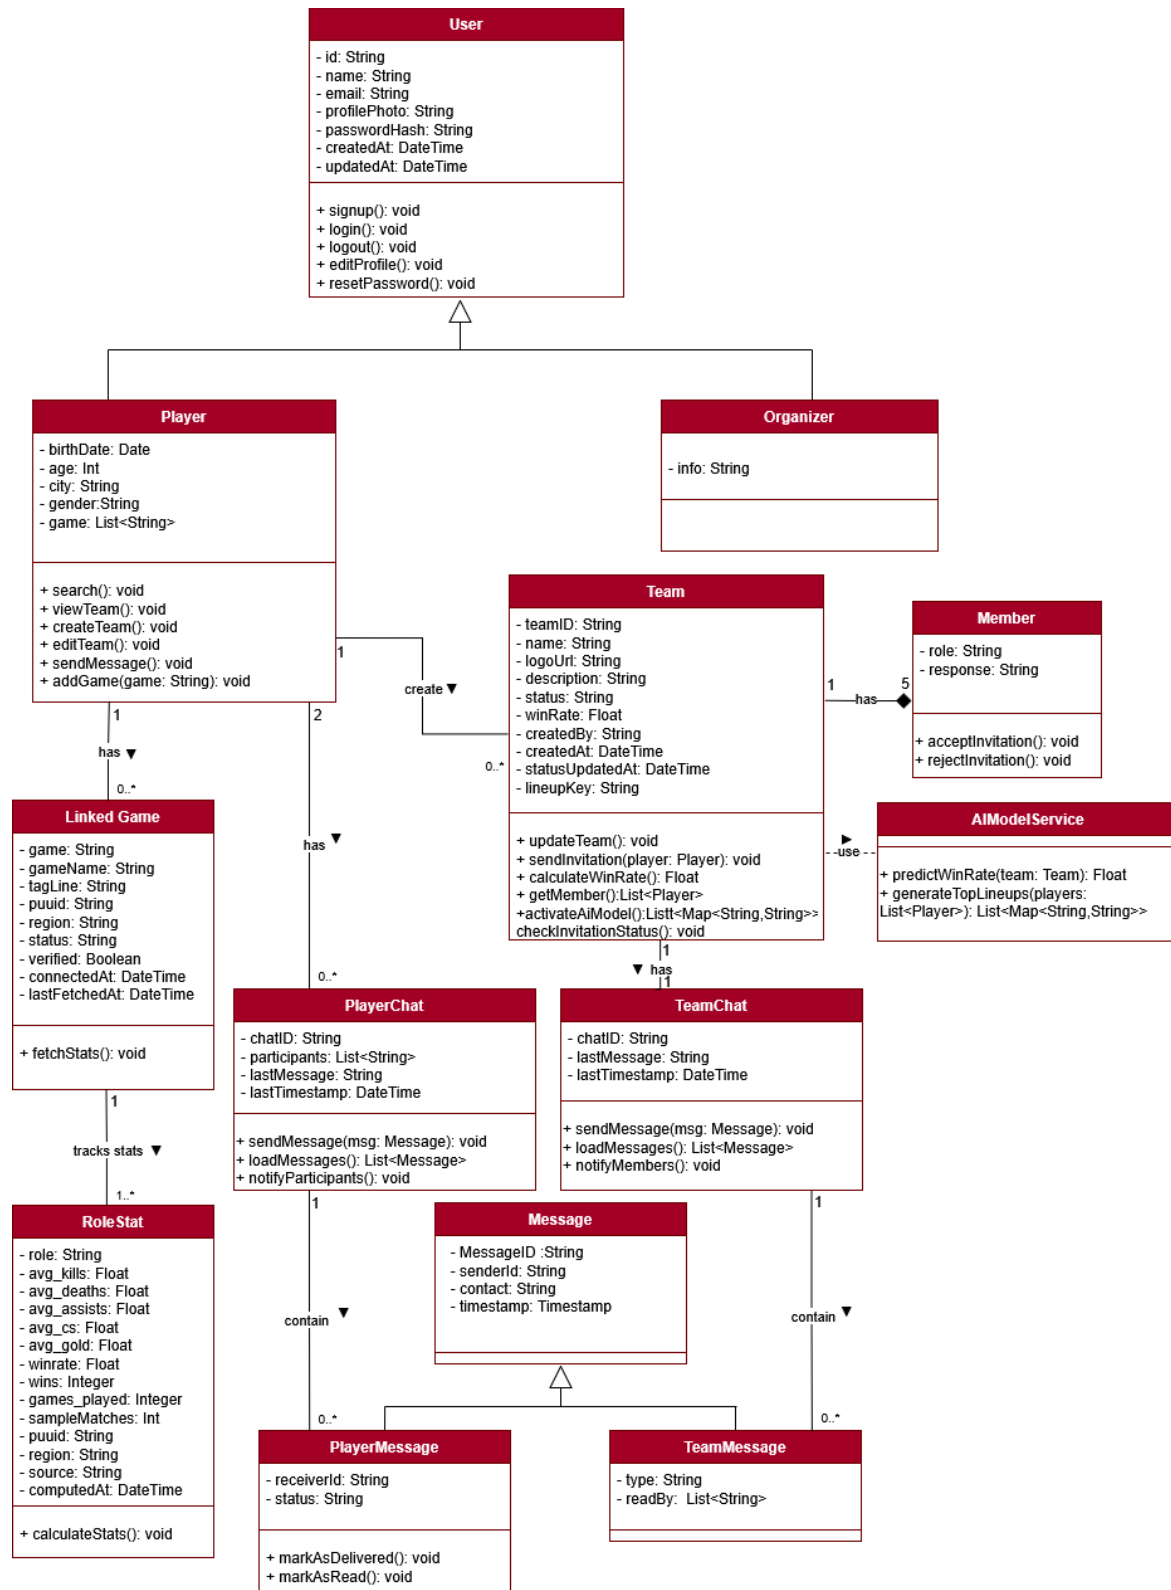 User
- id: String
- name: String
- email: String
- profilePhoto: String
- passwordHash: String
- createdAt: DateTime
- updatedAt: DateTime
+ signup(): void
+ login(): void
+ logout(): void
+ editProfile(): void
+ resetPassword(): void
Player
- birthDate: Date
- age: Int
- city: String
- gender:String
- game: List<String>
+ search(): void
+ viewTeam(): void
+ createTeam(): void
+ editTeam(): void
+ sendMessage(): void
+ addGame(game: String): void
Organizer
- info: String
1
create ▼
0..*
Team
- teamID: String
- name: String
- logoUrl: String
- description: String
- status: String
- winRate: Float
- createdBy: String
- createdAt: DateTime
- statusUpdatedAt: DateTime
- lineupKey: String
+ updateTeam(): void
+ sendInvitation(player: Player): void
+ calculateWinRate(): Float
+ getMember():List<Player>
+activateAiModel():Listt<Map<String,String>>
checkInvitationStatus(): void
1
has
5
Member
- role: String
- response: String
+ acceptInvitation(): void
+ rejectInvitation(): void
▶
use
AIModelService
+ predictWinRate(team: Team): Float
+ generateTopLineups(players:
List<Player>): List<Map<String,String>>
1
has ▼
0..*
2
has ▼
0..*
1
▼ has
1
Linked Game
- game: String
- gameName: String
- tagLine: String
- puuid: String
- region: String
- status: String
- verified: Boolean
- connectedAt: DateTime
- lastFetchedAt: DateTime
+ fetchStats(): void
PlayerChat
- chatID: String
- participants: List<String>
- lastMessage: String
- lastTimestamp: DateTime
+ sendMessage(msg: Message): void
+ loadMessages(): List<Message>
+ notifyParticipants(): void
TeamChat
- chatID: String
- lastMessage: String
- lastTimestamp: DateTime
+ sendMessage(msg: Message): void
+ loadMessages(): List<Message>
+ notifyMembers(): void
1
tracks stats ▼
1..*
RoleStat
- role: String
- avg_kills: Float
- avg_deaths: Float
- avg_assists: Float
- avg_cs: Float
- avg_gold: Float
- winrate: Float
- wins: Integer
- games_played: Integer
- sampleMatches: Int
- puuid: String
- region: String
- source: String
- computedAt: DateTime
+ calculateStats(): void
1
contain ▼
0..*
Message
- MessageID :String
- senderId: String
- contact: String
- timestamp: Timestamp
1
contain ▼
0..*
PlayerMessage
- receiverId: String
- status: String
+ markAsDelivered(): void
+ markAsRead(): void
TeamMessage
- type: String
- readBy:  List<String>